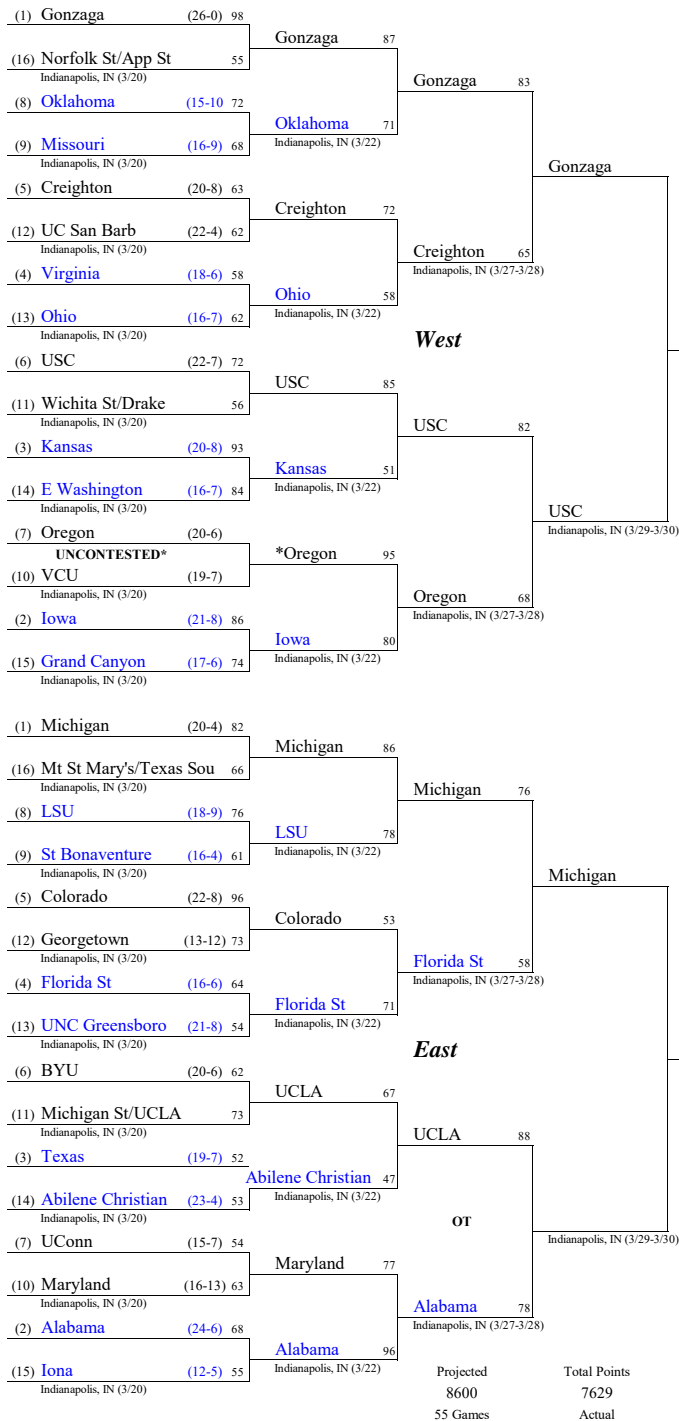 (1) Gonzaga (26-0) 98
Gonzaga 87
(16) Norfolk St/App St 55
Indianapolis, IN (3/20)
Gonzaga 83
(8) Oklahoma (15-10 72
Oklahoma 71
Indianapolis, IN (3/22)
(9) Missouri (16-9) 68
Indianapolis, IN (3/20)
Gonzaga
(5) Creighton (20-8) 63
Creighton 72
(12) UC San Barb (22-4) 62
Indianapolis, IN (3/20)
Creighton 65
Indianapolis, IN (3/27-3/28)
(4) Virginia (18-6) 58
Ohio 58
Indianapolis, IN (3/22)
(13) Ohio (16-7) 62
Indianapolis, IN (3/20)
West
(6) USC (22-7) 72
USC 85
(11) Wichita St/Drake 56
Indianapolis, IN (3/20)
USC 82
(3) Kansas (20-8) 93
Kansas 51
Indianapolis, IN (3/22)
(14) E Washington (16-7) 84
Indianapolis, IN (3/20)
USC
Indianapolis, IN (3/29-3/30)
(7) Oregon (20-6)
UNCONTESTED*
*Oregon 95
(10) VCU (19-7)
Indianapolis, IN (3/20)
Oregon 68
Indianapolis, IN (3/27-3/28)
(2) Iowa (21-8) 86
Iowa 80
Indianapolis, IN (3/22)
(15) Grand Canyon (17-6) 74
Indianapolis, IN (3/20)
(1) Michigan (20-4) 82
Michigan 86
(16) Mt St Mary's/Texas Sou 66
Indianapolis, IN (3/20)
Michigan 76
(8) LSU (18-9) 76
LSU 78
Indianapolis, IN (3/22)
(9) St Bonaventure (16-4) 61
Indianapolis, IN (3/20)
Michigan
(5) Colorado (22-8) 96
Colorado 53
(12) Georgetown (13-12) 73
Indianapolis, IN (3/20)
Florida St 58
Indianapolis, IN (3/27-3/28)
(4) Florida St (16-6) 64
Florida St 71
Indianapolis, IN (3/22)
(13) UNC Greensboro (21-8) 54
Indianapolis, IN (3/20)
East
(6) BYU (20-6) 62
UCLA 67
(11) Michigan St/UCLA 73
Indianapolis, IN (3/20)
UCLA 88
(3) Texas (19-7) 52
Abilene Christian 47
Indianapolis, IN (3/22)
(14) Abilene Christian (23-4) 53
Indianapolis, IN (3/20)
OT
Indianapolis, IN (3/29-3/30)
(7) UConn (15-7) 54
Maryland 77
(10) Maryland (16-13) 63
Indianapolis, IN (3/20)
Alabama 78
Indianapolis, IN (3/27-3/28)
(2) Alabama (24-6) 68
Alabama 96
Indianapolis, IN (3/22)
(15) Iona (12-5) 55
Indianapolis, IN (3/20)
Projected Total Points
8600 7629
55 Games Actual